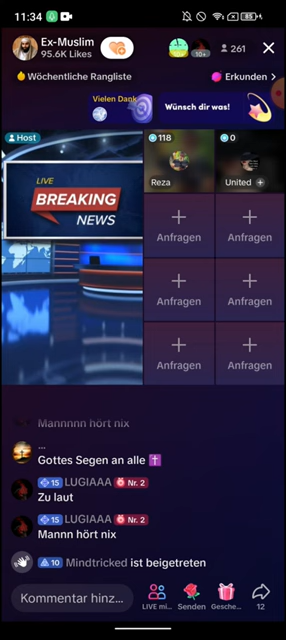 11:34
85
Ex-Muslim
95.6K Likes
10+
261
Wöchentliche Rangliste
Erkunden
Vielen Dank
Wünsch dir was!
Host
118
0
LIVE
BREAKING
NEWS
Reza
United
Anfragen
Anfragen
Anfragen
Anfragen
Anfragen
Anfragen
Mannnnn hört nix
...
Gottes Segen an alle ✝️
15 LUGIAAA Nr. 2
Zu laut
15 LUGIAAA Nr. 2
Mannn hört nix
10 Mindtricked ist beigetreten
Kommentar hinz...
LIVE mi...
Senden
Gesche...
12